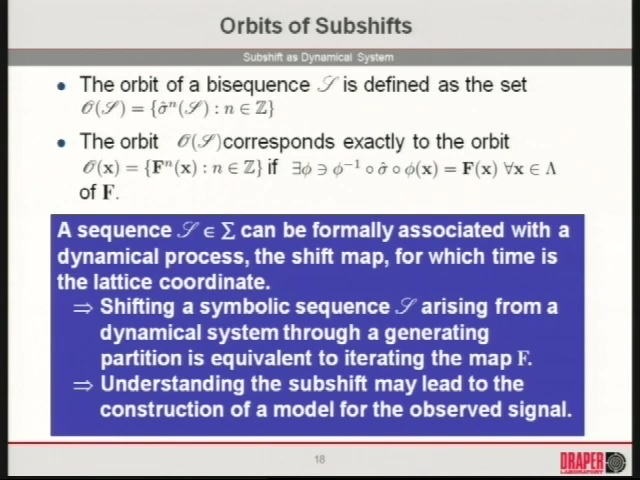 Orbits of Subshifts
Subshift as Dynamical System
• The orbit of a bisequence 𝒮 is defined as the set
𝒪(𝒮) = {σ̂ⁿ(𝒮) : n ∈ ℤ}
• The orbit 𝒪(𝒮) corresponds exactly to the orbit
𝒪(x) = {Fⁿ(x) : n ∈ ℤ} if ∃ϕ ∋ ϕ⁻¹ ∘ σ̂ ∘ ϕ(x) = F(x) ∀x ∈ Λ
of F.
A sequence 𝒮 ∈ Σ can be formally associated with a
dynamical process, the shift map, for which time is
the lattice coordinate.
⇒ Shifting a symbolic sequence 𝒮 arising from a
dynamical system through a generating
partition is equivalent to iterating the map F.
⇒ Understanding the subshift may lead to the
construction of a model for the observed signal.
18
DRAPER
LABORATORY